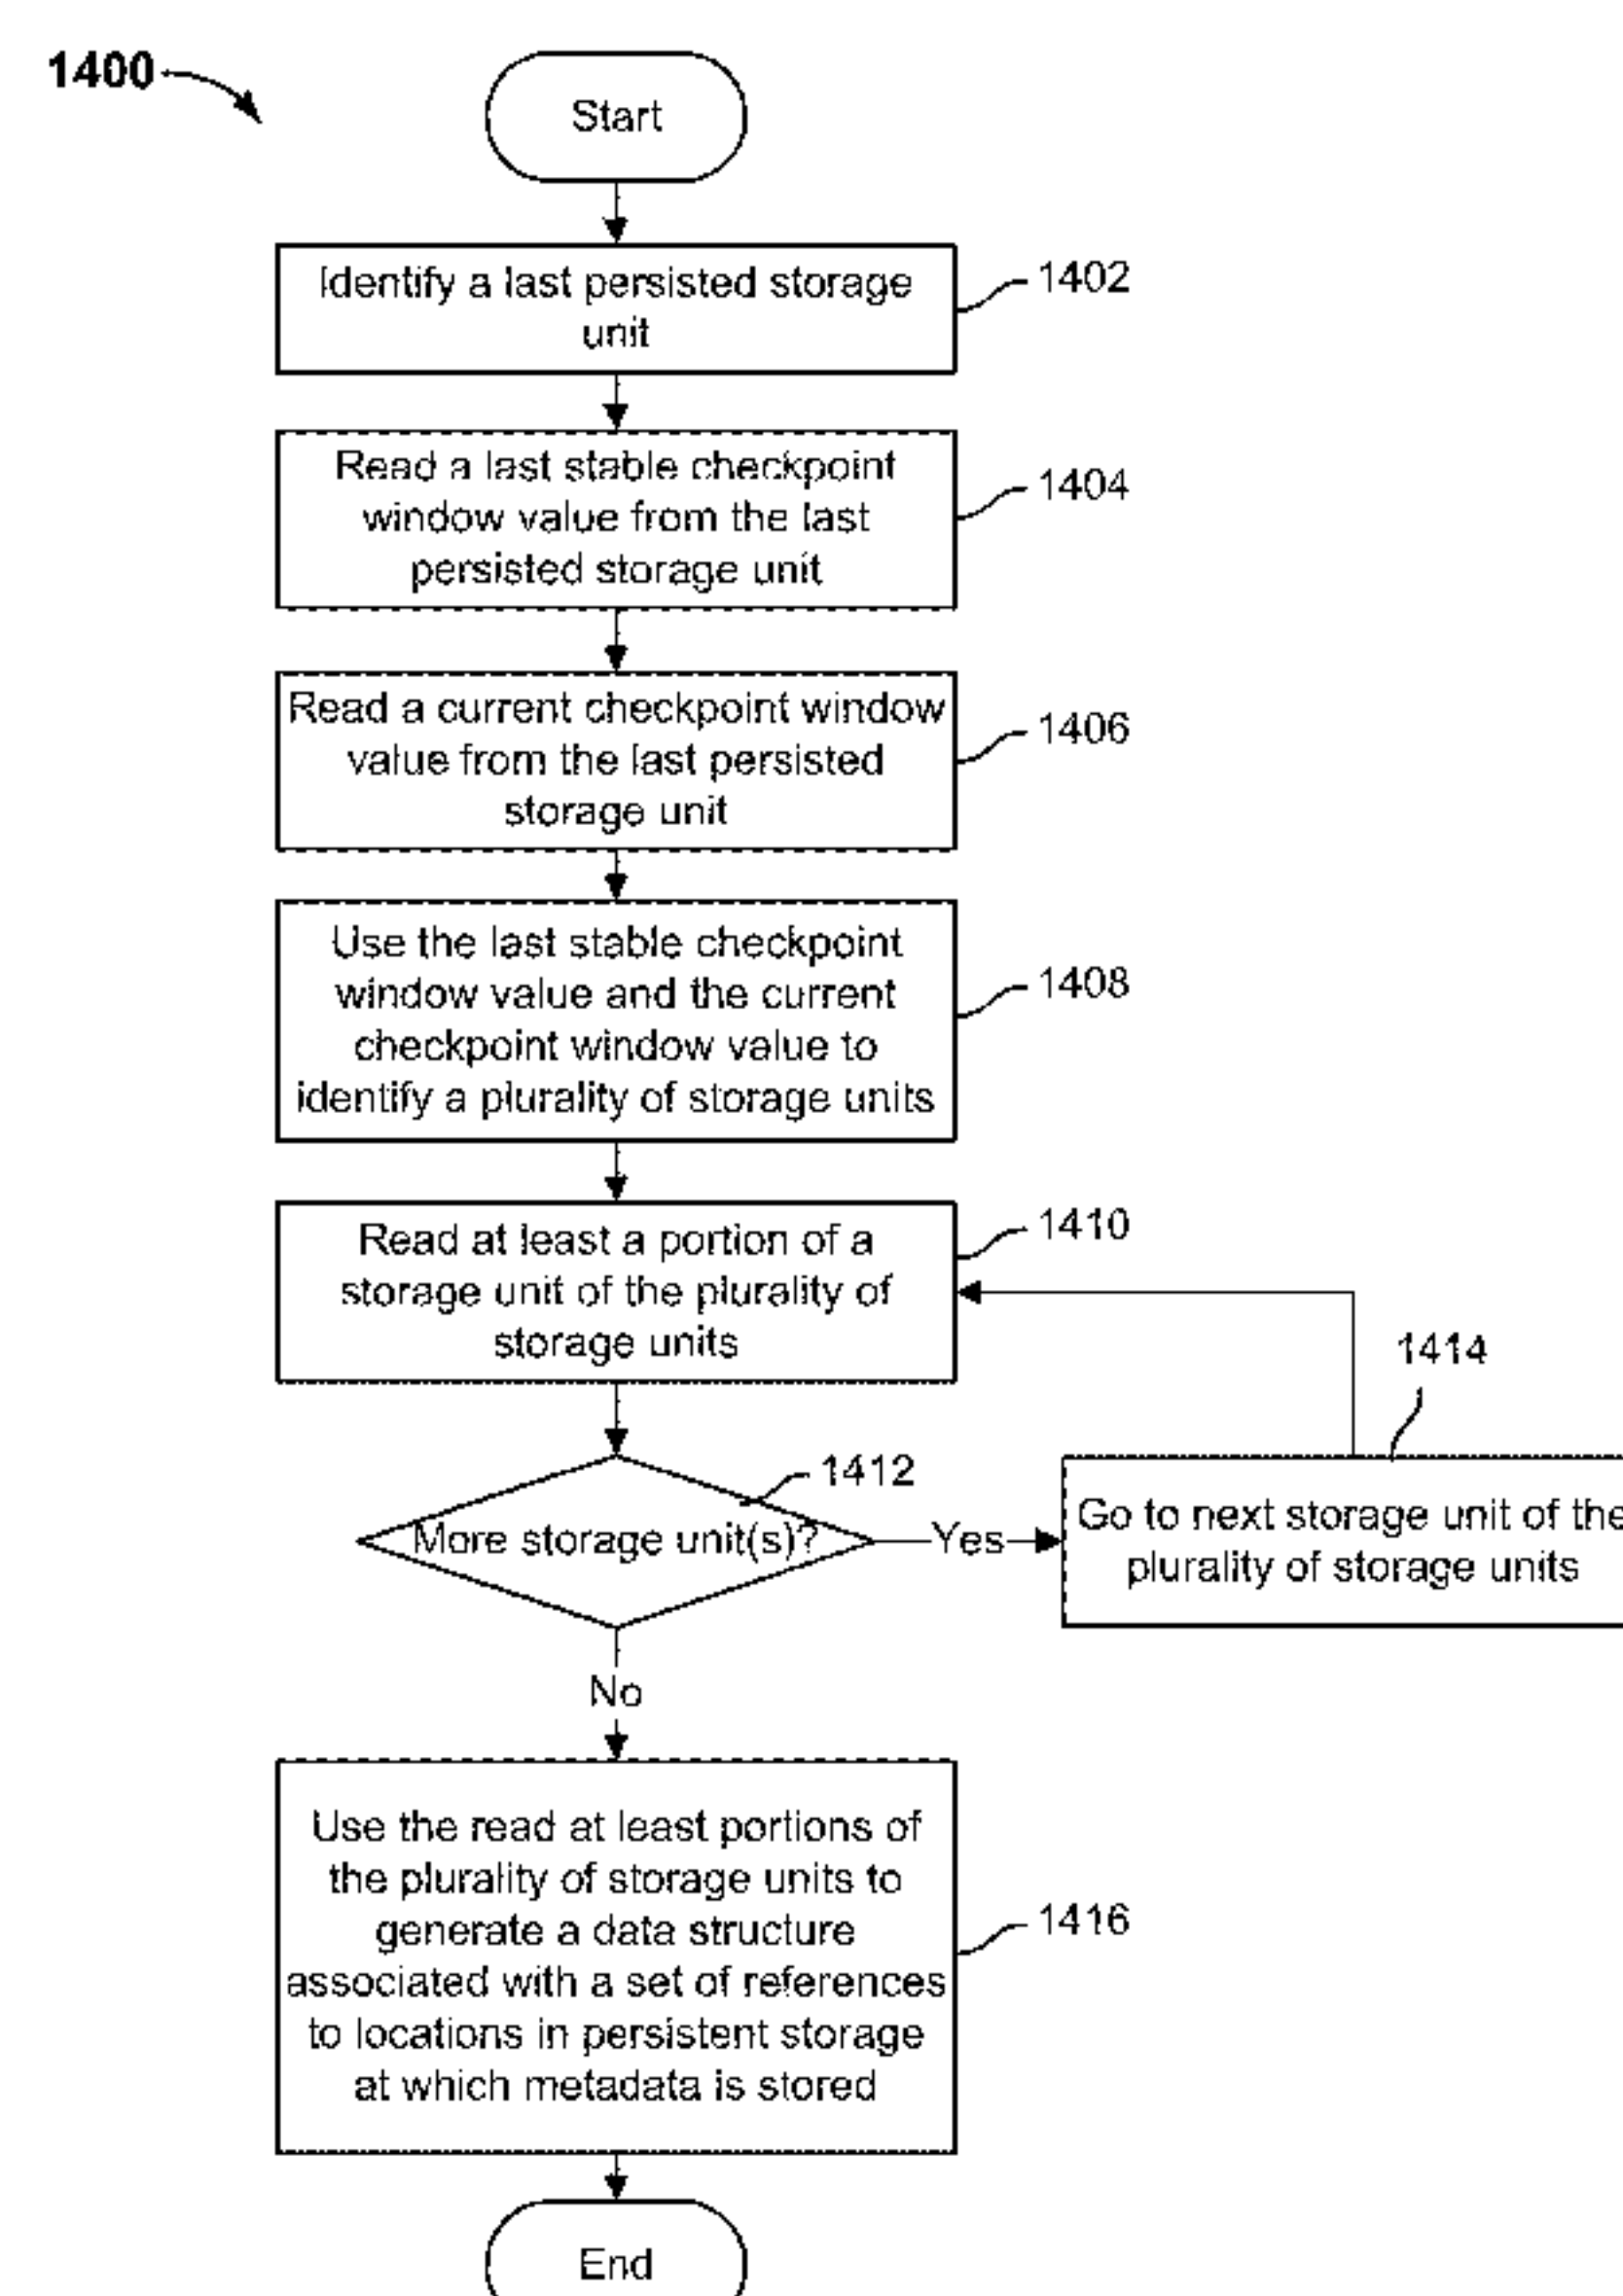 1400
Start
Identify a last persisted storage
unit
1402
Read a last stable checkpoint
window value from the last
persisted storage unit
1404
Read a current checkpoint window
value from the last persisted
storage unit
1406
Use the last stable checkpoint
window value and the current
checkpoint window value to
identify a plurality of storage units
1408
Read at least a portion of a
storage unit of the plurality of
storage units
1410
More storage unit(s)?
1412
Yes
1414
Go to next storage unit of the
plurality of storage units
No
Use the read at least portions of
the plurality of storage units to
generate a data structure
associated with a set of references
to locations in persistent storage
at which metadata is stored
1416
End